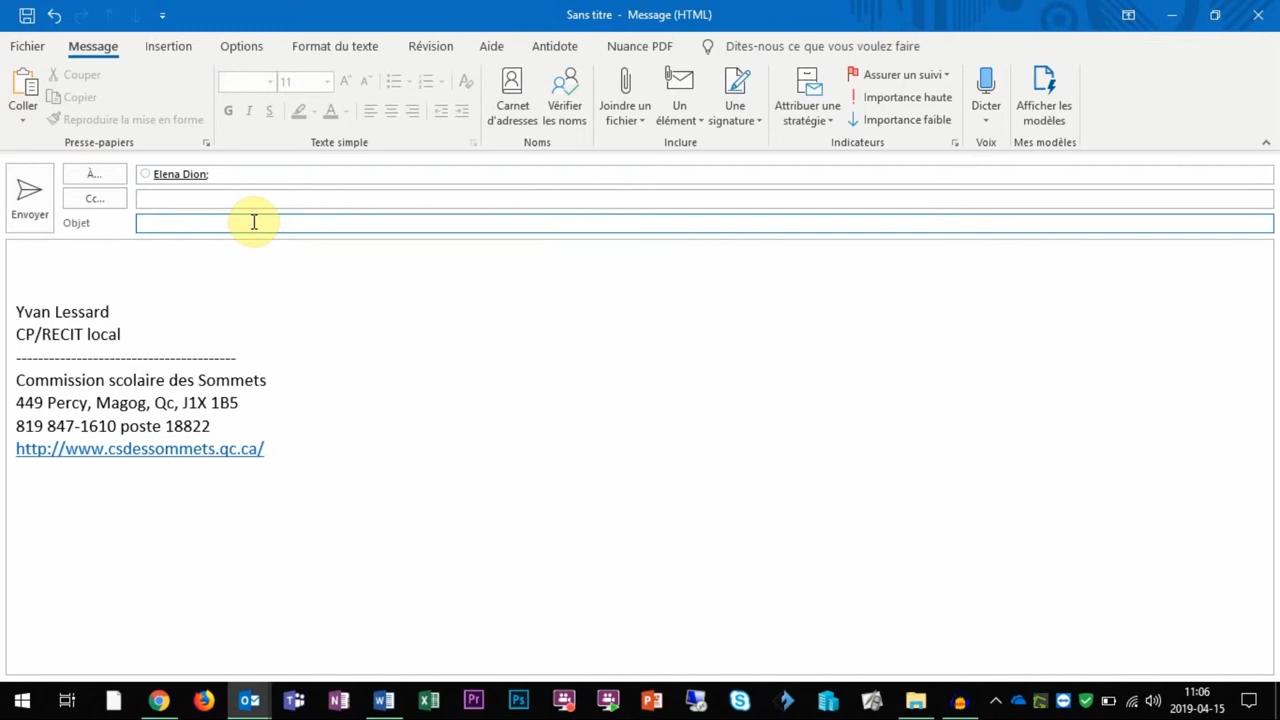 Sans titre - Message (HTML)
Fichier Message Insertion Options Format du texte Révision Aide Antidote Nuance PDF Dites-nous ce que vous voulez faire
Coller
Couper
Copier
Reproduire la mise en forme
Presse-papiers
11
G I S
A
Texte simple
Carnet d'adresses
Vérifier les noms
Noms
Joindre un fichier
Un élément
Une signature
Inclure
Attribuer une stratégie
Assurer un suivi
Importance haute
Importance faible
Indicateurs
Dicter
Voix
Afficher les modèles
Mes modèles
Envoyer
À...
Elena Dion;
Cc...
Objet
Yvan Lessard
CP/RECIT local
----------------------------------------
Commission scolaire des Sommets
449 Percy, Magog, Qc, J1X 1B5
819 847-1610 poste 18822
http://www.csdessommets.qc.ca/
11:06
2019-04-15